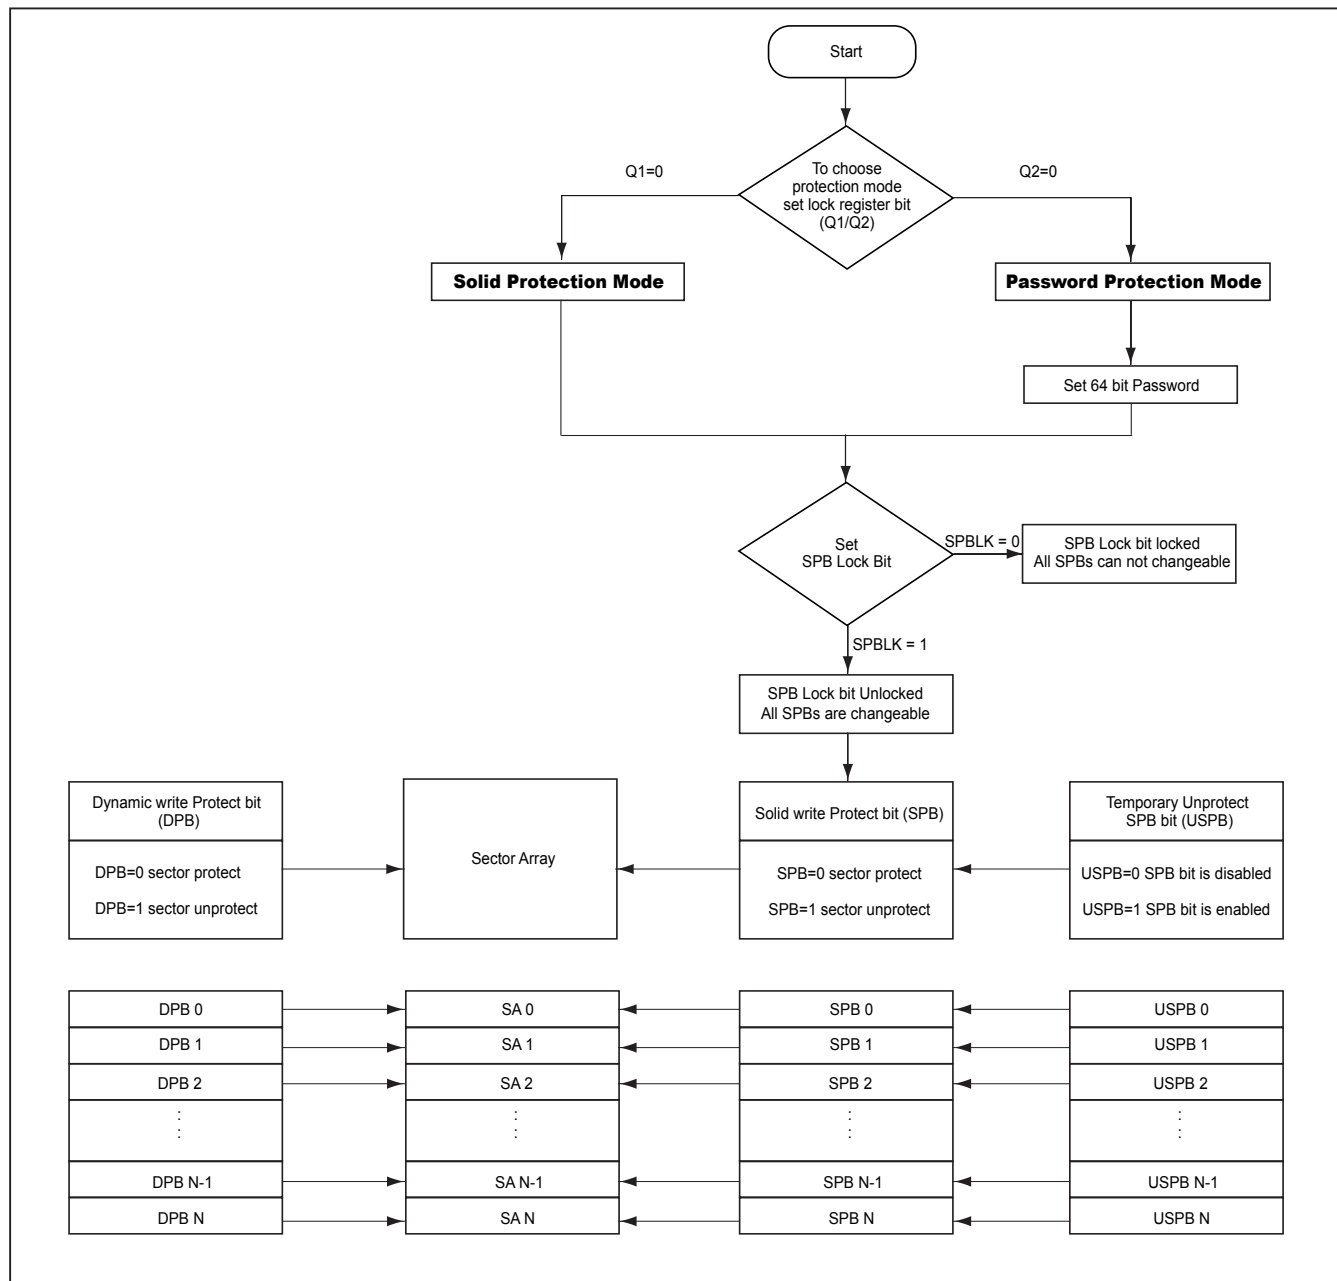 Start
To choose
protection mode
set lock register bit
(Q1/Q2)
Q1=0
Q2=0
Solid Protection Mode
Password Protection Mode
Set 64 bit Password
Set
SPB Lock Bit
SPBLK = 0
SPB Lock bit locked
All SPBs can not changeable
SPBLK = 1
SPB Lock bit Unlocked
All SPBs are changeable
Dynamic write Protect bit
(DPB)
DPB=0 sector protect
DPB=1 sector unprotect
Sector Array
Solid write Protect bit (SPB)
SPB=0 sector protect
SPB=1 sector unprotect
Temporary Unprotect
SPB bit (USPB)
USPB=0 SPB bit is disabled
USPB=1 SPB bit is enabled
DPB 0 SA 0 SPB 0 USPB 0
DPB 1 SA 1 SPB 1 USPB 1
DPB 2 SA 2 SPB 2 USPB 2
: : : :
: : : :
DPB N-1 SA N-1 SPB N-1 USPB N-1
DPB N SA N SPB N USPB N